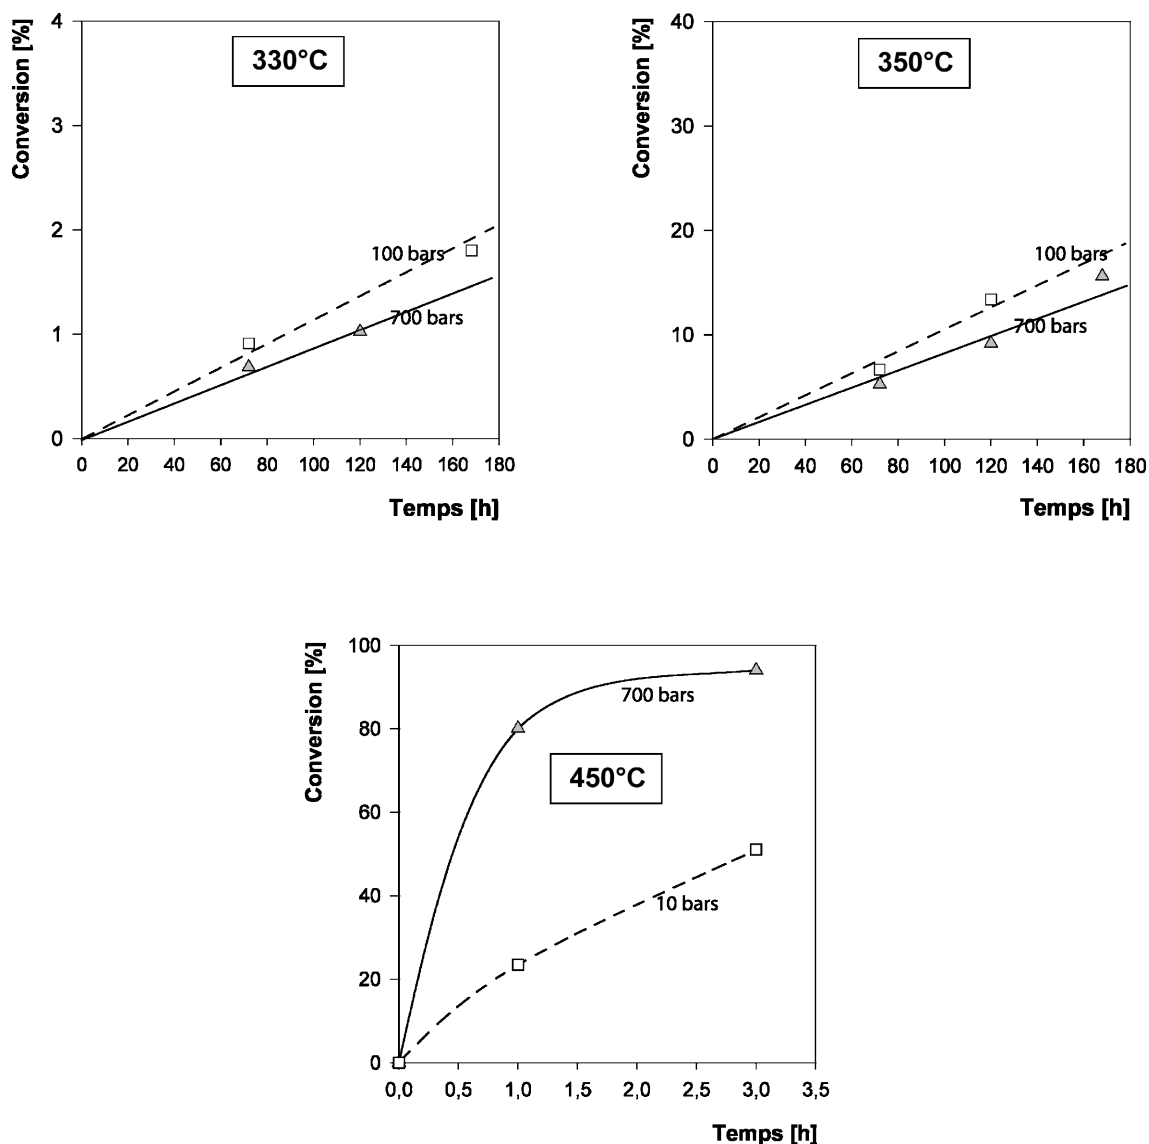 Conversion [%]
4
3
2
1
0
330°C
100 bars
700 bars
0 20 40 60 80 100 120 140 160 180
Temps [h]
Conversion [%]
40
30
20
10
0
350°C
100 bars
700 bars
0 20 40 60 80 100 120 140 160 180
Temps [h]
Conversion [%]
100
80
60
40
20
0
700 bars
450°C
10 bars
0,0 0,5 1,0 1,5 2,0 2,5 3,0 3,5
Temps [h]